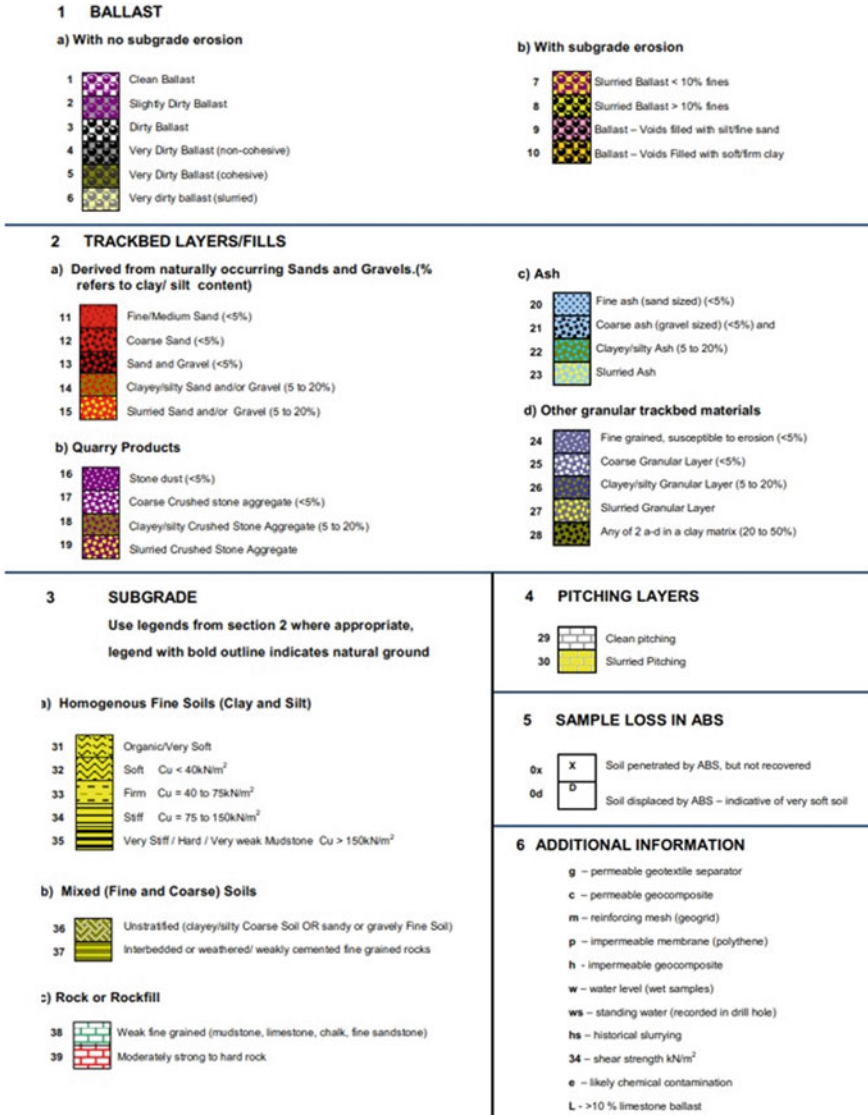 1 BALLAST
a) With no subgrade erosion
1 Clean Ballast
2 Slightly Dirty Ballast
3 Dirty Ballast
4 Very Dirty Ballast (non-cohesive)
5 Very Dirty Ballast (cohesive)
6 Very dirty ballast (slurried)
b) With subgrade erosion
7 Slurried Ballast < 10% fines
8 Slurried Ballast > 10% fines
9 Ballast – Voids filled with silt/fine sand
10 Ballast – Voids Filled with soft/firm clay
2 TRACKBED LAYERS/FILLS
a) Derived from naturally occurring Sands and Gravels.(%
refers to clay/ silt content)
11 Fine/Medium Sand (<5%)
12 Coarse Sand (<5%)
13 Sand and Gravel (<5%)
14 Clayey/silty Sand and/or Gravel (5 to 20%)
15 Slurried Sand and/or Gravel (5 to 20%)
b) Quarry Products
16 Stone dust (<5%)
17 Coarse Crushed stone aggregate (<5%)
18 Clayey/silty Crushed Stone Aggregate (5 to 20%)
19 Slurried Crushed Stone Aggregate
c) Ash
20 Fine ash (sand sized) (<5%)
21 Coarse ash (gravel sized) (<5%) and
22 Clayey/silty Ash (5 to 20%)
23 Slurried Ash
d) Other granular trackbed materials
24 Fine grained, susceptible to erosion (<5%)
25 Coarse Granular Layer (<5%)
26 Clayey/silty Granular Layer (5 to 20%)
27 Slurried Granular Layer
28 Any of 2 a-d in a clay matrix (20 to 50%)
3 SUBGRADE
Use legends from section 2 where appropriate,
legend with bold outline indicates natural ground
a) Homogenous Fine Soils (Clay and Silt)
31 Organic/Very Soft
32 Soft Cu < 40kN/m²
33 Firm Cu = 40 to 75kN/m²
34 Stiff Cu = 75 to 150kN/m²
35 Very Stiff / Hard / Very weak Mudstone Cu > 150kN/m²
b) Mixed (Fine and Coarse) Soils
36 Unstratified (clayey/silty Coarse Soil OR sandy or gravely Fine Soil)
37 Interbedded or weathered/ weakly cemented fine grained rocks
c) Rock or Rockfill
38 Weak fine grained (mudstone, limestone, chalk, fine sandstone)
39 Moderately strong to hard rock
4 PITCHING LAYERS
29 Clean pitching
30 Slurried Pitching
5 SAMPLE LOSS IN ABS
0x X Soil penetrated by ABS, but not recovered
0d D Soil displaced by ABS – indicative of very soft soil
6 ADDITIONAL INFORMATION
g – permeable geotextile separator
c – permeable geocomposite
m – reinforcing mesh (geogrid)
p – impermeable membrane (polythene)
h - impermeable geocomposite
w – water level (wet samples)
ws – standing water (recorded in drill hole)
hs – historical slurrying
34 – shear strength kN/m²
e – likely chemical contamination
L - >10 % limestone ballast